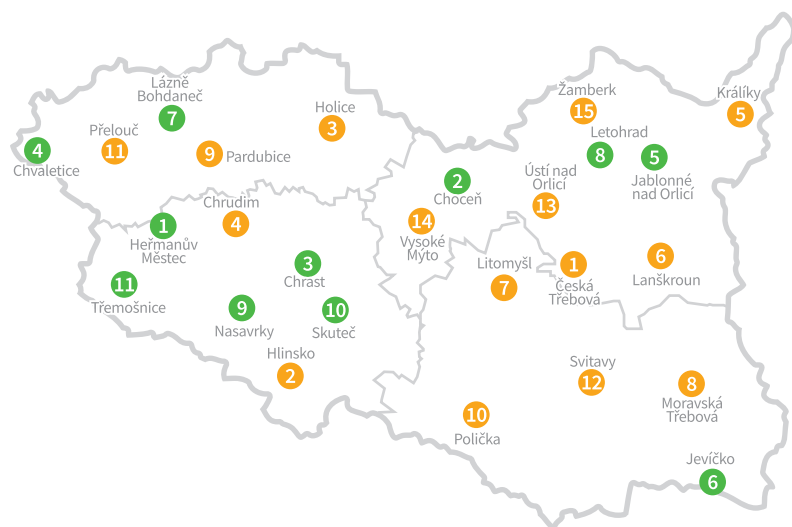 Lázně
Bohdaneč
7
Holice
3
Žamberk
15
Králíky
5
Přelouč
11
4
Chvaletice
9 Pardubice
Letohrad
8
5
Jablonné
nad Orlicí
2
Choceň
Ústí nad
Orlicí
13
Chrudim
4
1
Heřmanův
Městec
14
Vysoké
Mýto
3
Chrast
Litomyšl
7
1
Česká
Třebová
6
Lanškroun
11
Třemošnice
9
Nasavrky
10
Skuteč
Hlinsko
2
Svitavy
12
8
Moravská
Třebová
10
Polička
Jevíčko
6